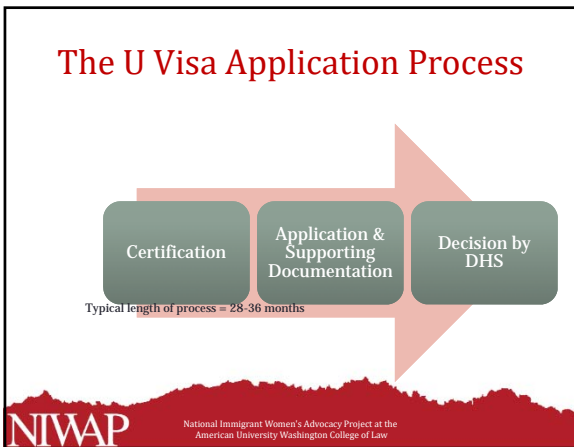 The U Visa Application Process
Certification
Application &
Supporting
Documentation
Decision by
DHS
Typical length of process = 28-36 months
NIWAP
National Immigrant Women's Advocacy Project at the
American University Washington College of Law